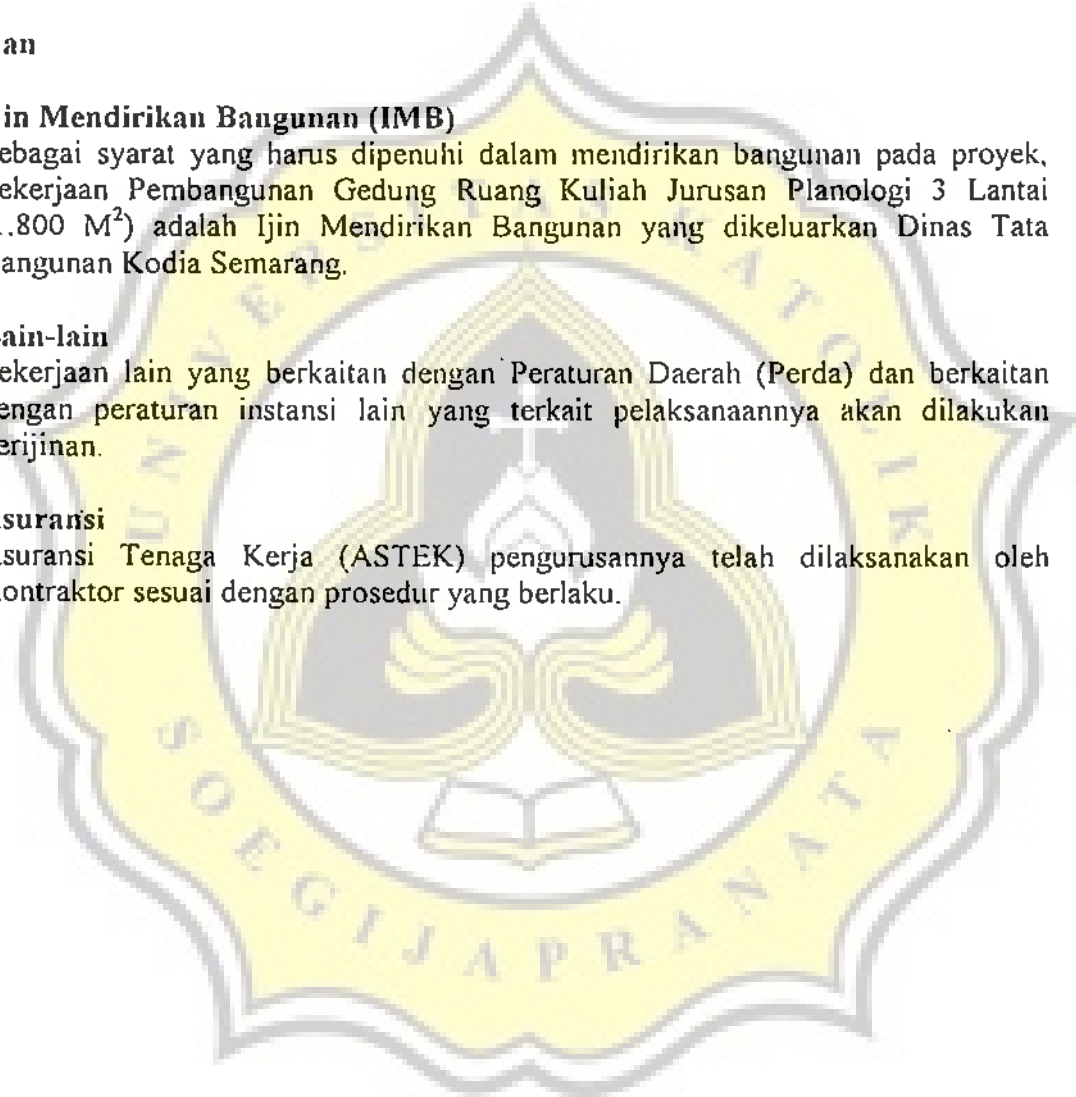 an
in Mendirikan Bangunan (IMB)
ebagai syarat yang harus dipenuhi dalam mendirikan bangunan pada proyek,
ekerjaan Pembangunan Gedung Ruang Kuliah Jurusan Planologi 3 Lantai
.800 M²) adalah Ijin Mendirikan Bangunan yang dikeluarkan Dinas Tata
angunan Kodia Semarang.
ain-lain
ekerjaan lain yang berkaitan dengan Peraturan Daerah (Perda) dan berkaitan
engan peraturan instansi lain yang terkait pelaksanaannya akan dilakukan
erijinan.
suransi
suransi Tenaga Kerja (ASTEK) pengurusannya telah dilaksanakan oleh
ontraktor sesuai dengan prosedur yang berlaku.
UNIVERSITAS KATOLIK
SOEGIJAPRANATA